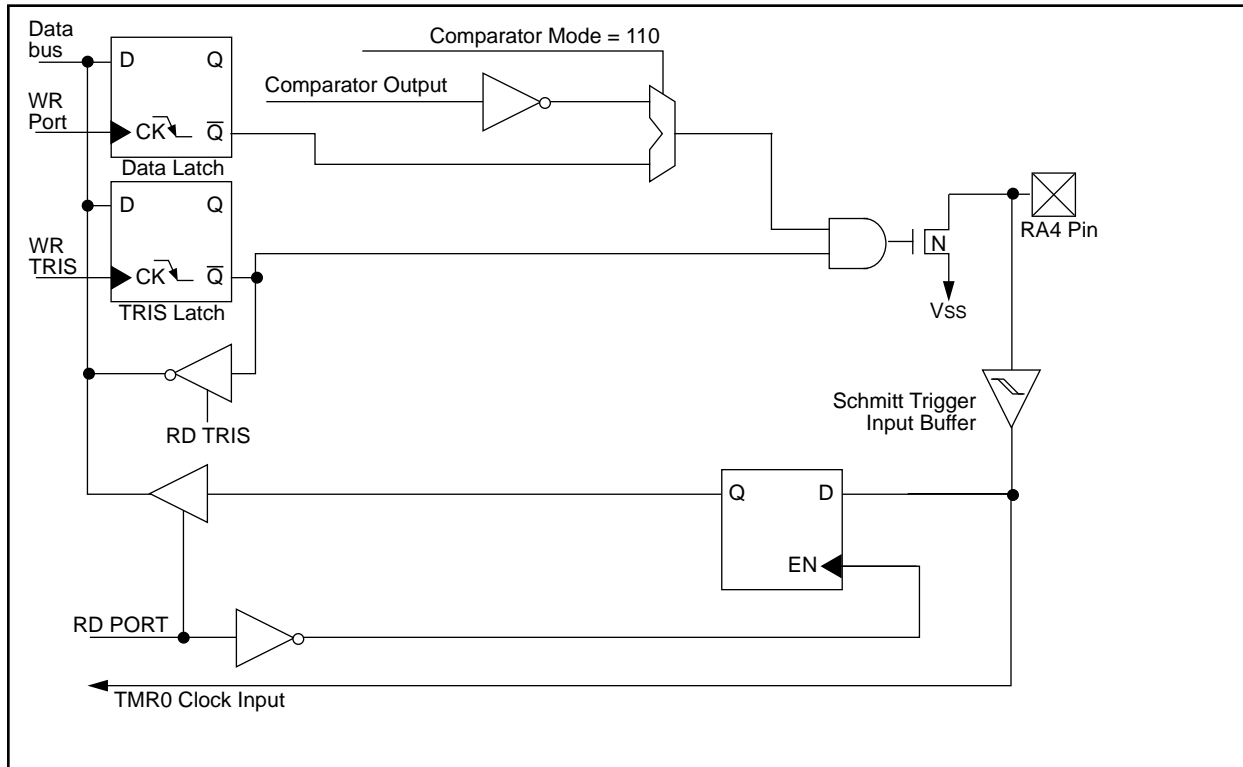 Data
bus
Comparator Mode = 110
D Q
Comparator Output
WR
Port
CK Q̅
Data Latch
D Q
RA4 Pin
WR
TRIS
CK Q̅
N
TRIS Latch
VSS
Schmitt Trigger
Input Buffer
RD TRIS
Q D
EN
RD PORT
TMR0 Clock Input